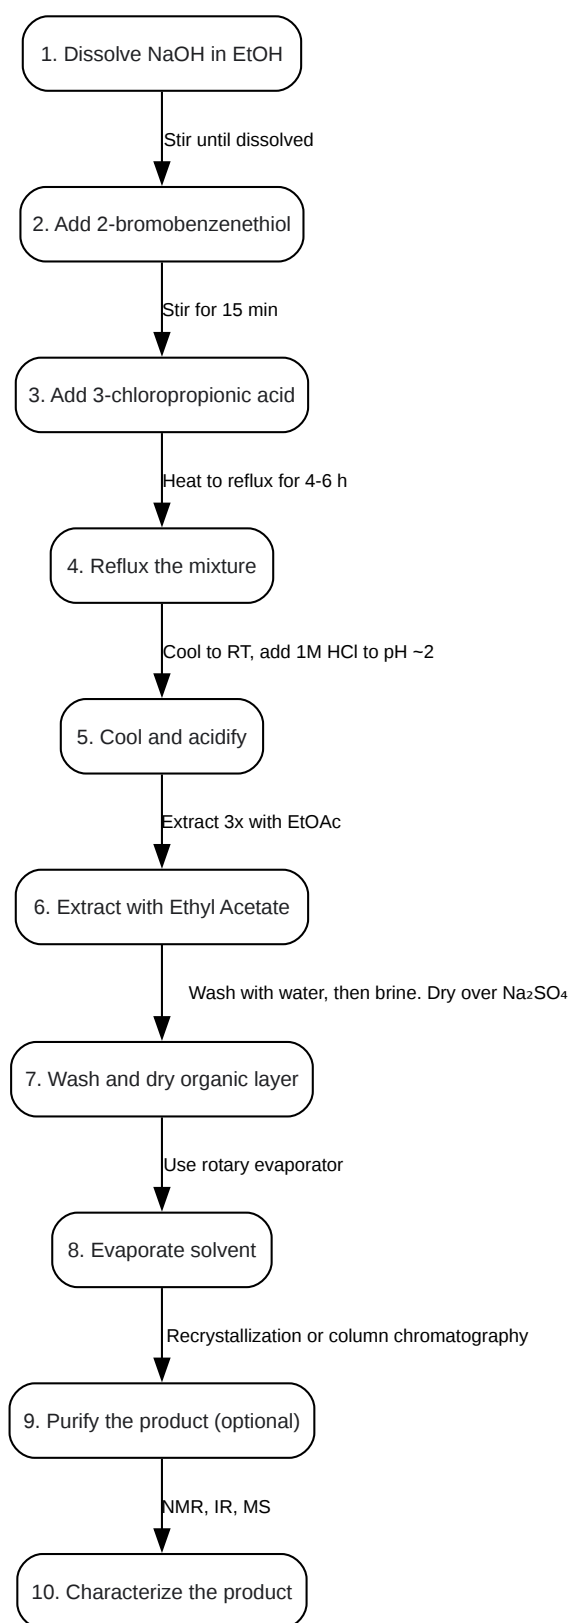 1. Dissolve NaOH in EtOH
Stir until dissolved
2. Add 2-bromobenzenethiol
Stir for 15 min
3. Add 3-chloropropionic acid
Heat to reflux for 4-6 h
4. Reflux the mixture
Cool to RT, add 1M HCl to pH ~2
5. Cool and acidify
Extract 3x with EtOAc
6. Extract with Ethyl Acetate
Wash with water, then brine. Dry over Na₂SO₄
7. Wash and dry organic layer
Use rotary evaporator
8. Evaporate solvent
Recrystallization or column chromatography
9. Purify the product (optional)
NMR, IR, MS
10. Characterize the product